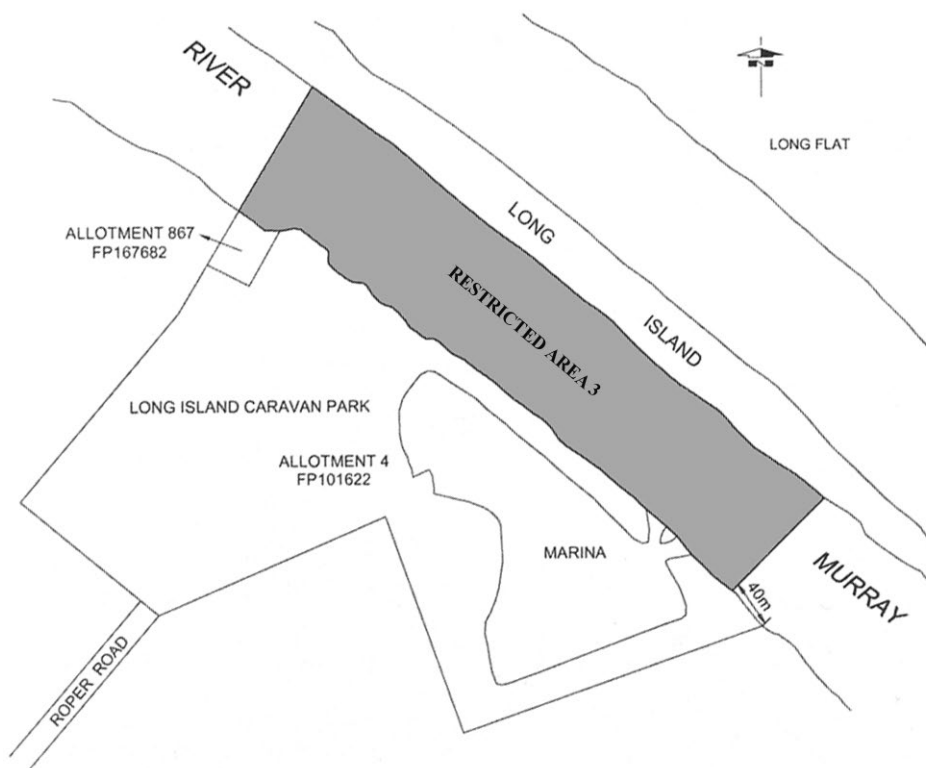 RIVER
N
LONG FLAT
LONG
ISLAND
ALLOTMENT 867
FP167682
RESTRICTED AREA 3
LONG ISLAND CARAVAN PARK
ALLOTMENT 4
FP101622
MARINA
MURRAY
40m
ROPER ROAD